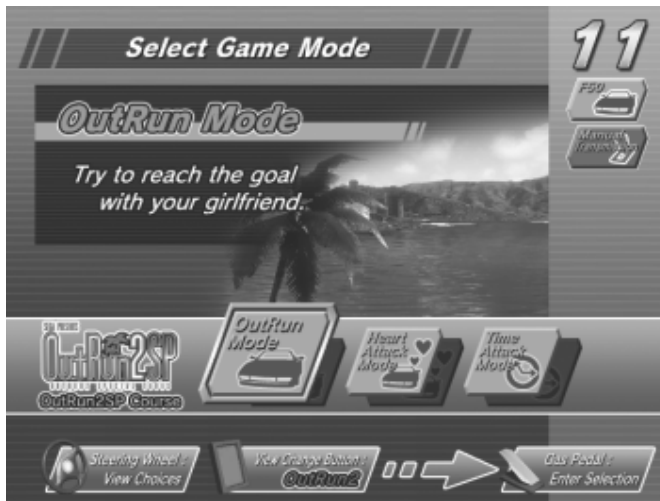 Select Game Mode
11
F50
Manual
Transmission
OutRun Mode
Try to reach the goal
with your girlfriend.
OutRun
Mode
Heart
Attack
Mode
Time
Attack
Mode
SEGA PRESENTS
OutRun2SP
OutRun2SP Course
Steering Wheel :
View Choices
View Change Button :
OutRun2
Gas Pedal :
Enter Selection